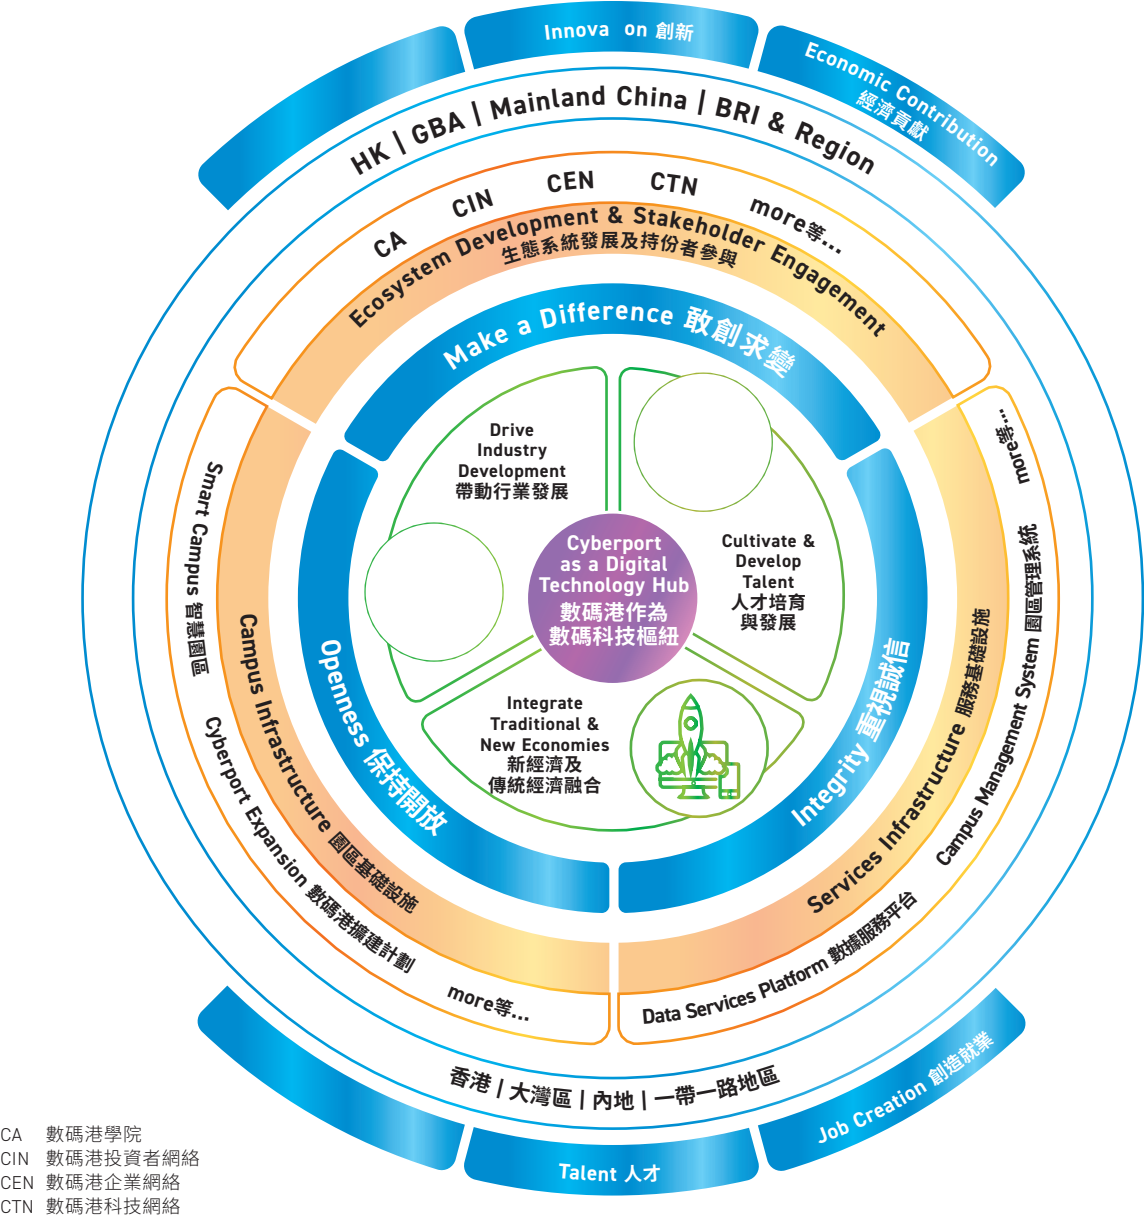 Innova on 創新
Economic Contribution
經濟貢獻
HK | GBA | Mainland China | BRI & Region
CA
CIN
CEN
CTN
more等...
Ecosystem Development & Stakeholder Engagement
生態系統發展及持份者參與
Make a Difference 敢創求變
Drive
Industry
Development
帶動行業發展
Cultivate &
Develop
Talent
人才培育
與發展
Cyberport
as a Digital
Technology Hub
數碼港作為
數碼科技樞紐
Integrate
Traditional &
New Economies
新經濟及
傳統經濟融合
Openness 保持開放
Integrity 重視誠信
Campus Infrastructure 園區基礎設施
Services Infrastructure 服務基礎設施
Smart Campus 智慧園區
Cyberport Expansion 數碼港擴建計劃
more等...
more等...
Campus Management System 園區管理系統
Data Services Platform 數據服務平台
香港 | 大灣區 | 內地 | 一帶一路地區
Job Creation 創造就業
Talent 人才
CA 數碼港學院
CIN 數碼港投資者網絡
CEN 數碼港企業網絡
CTN 數碼港科技網絡